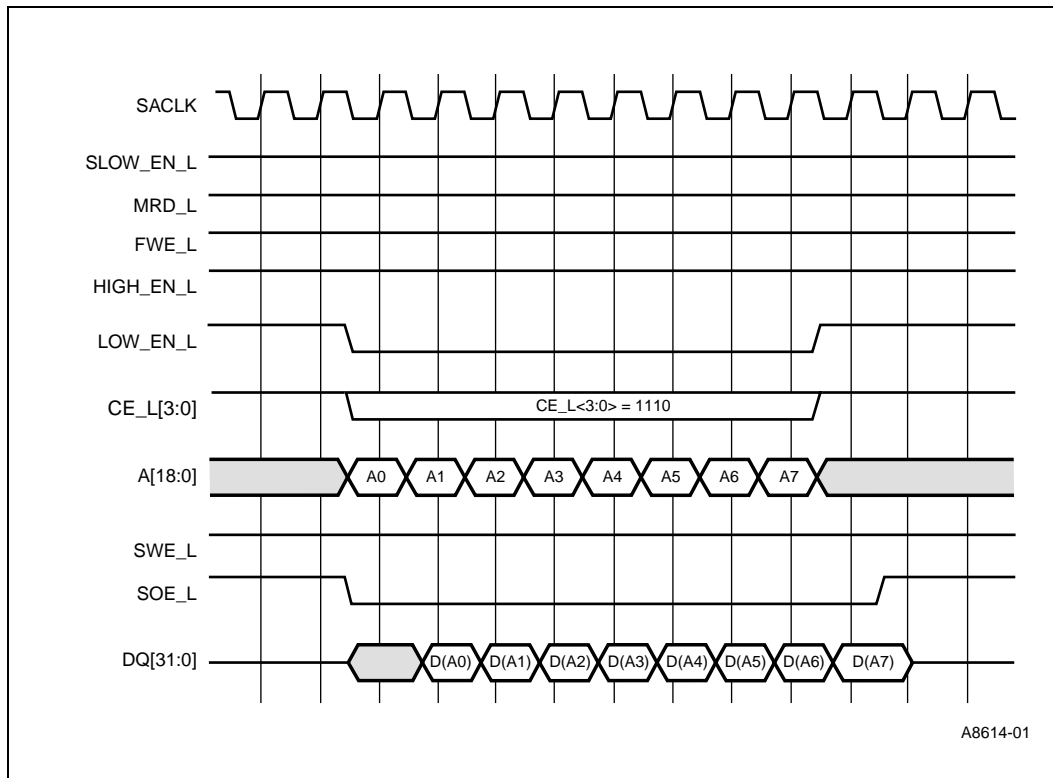 SACLK
SLOW_EN_L
MRD_L
FWE_L
HIGH_EN_L
LOW_EN_L
CE_L[3:0] CE_L<3:0> = 1110
A[18:0] A0 A1 A2 A3 A4 A5 A6 A7
SWE_L
SOE_L
DQ[31:0] D(A0) D(A1) D(A2) D(A3) D(A4) D(A5) D(A6) D(A7)
A8614-01